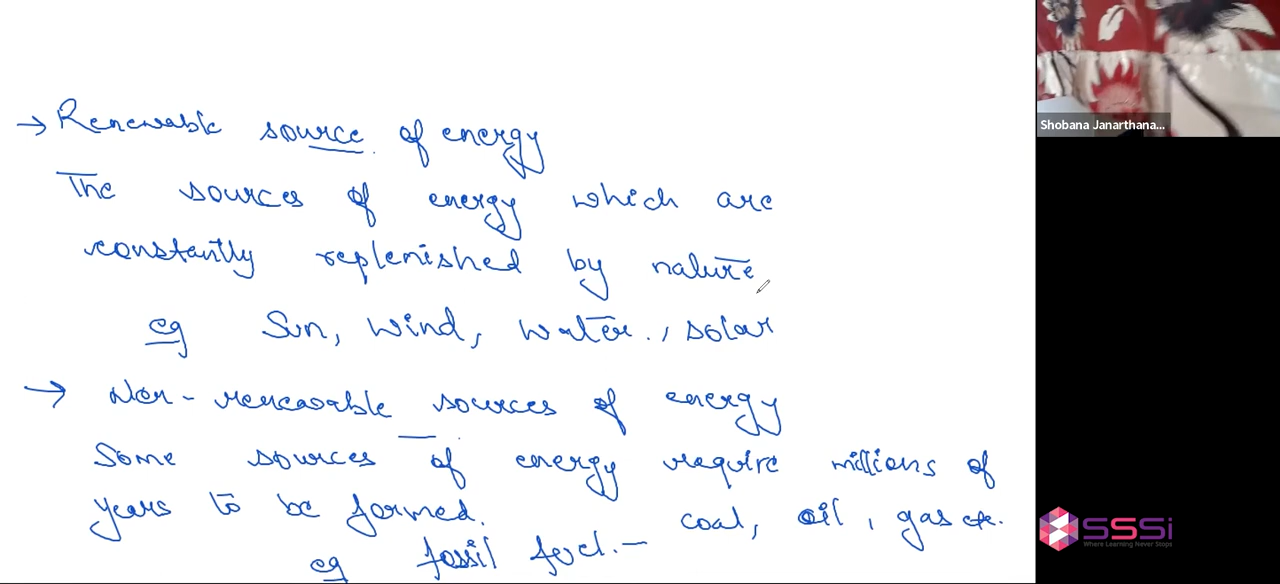 → Renewable source of energy
The sources of energy which are
constantly replenished by nature
eg Sun, wind, water., solar
→ Non-renewable sources of energy
Some sources of energy require millions of
years to be formed.
eg fossil fuel. - coal, oil, gas etc.
Shobana Janarthana...
SSSi
Where Learning Never Stops